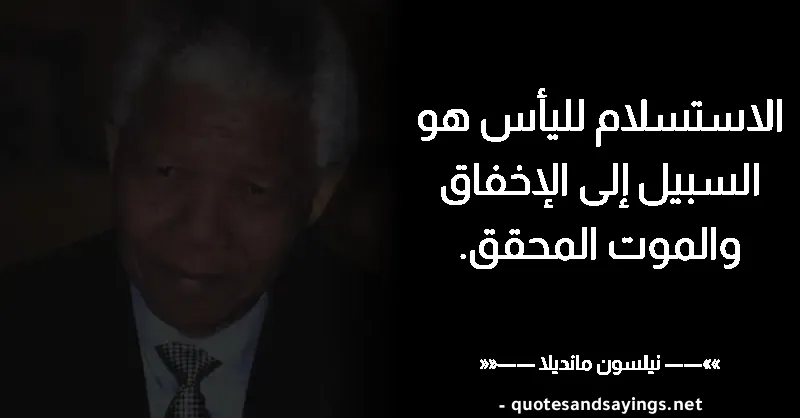 الاستسلام لليأس هو
السبيل إلى الإخفاق
والموت المحقق.
»»—— نيلسون مانديلا ——««
- quotesandsayings.net